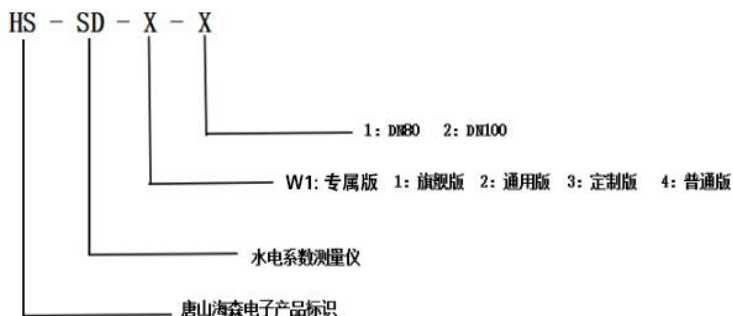 HS - SD - X - X
1: DN80 2: DN100
W1: 专属版 1: 旗舰版 2: 通用版 3: 定制版 4: 普通版
水电系数测量仪
唐山海森电子产品标识